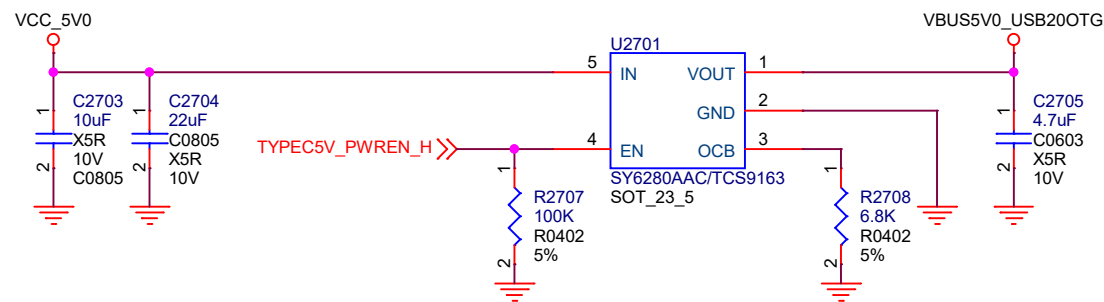 VCC_5V0
VBUS5V0_USB20OTG
U2701
5
IN
VOUT
1
GND
2
4
EN
OCB
3
SY6280AAC/TCS9163
SOT_23_5
1
C2703
10uF
X5R
10V
C0805
2
1
C2704
22uF
C0805
X5R
10V
2
TYPEC5V_PWREN_H
1
R2707
100K
R0402
5%
2
1
R2708
6.8K
R0402
5%
2
1
C2705
4.7uF
C0603
X5R
10V
2